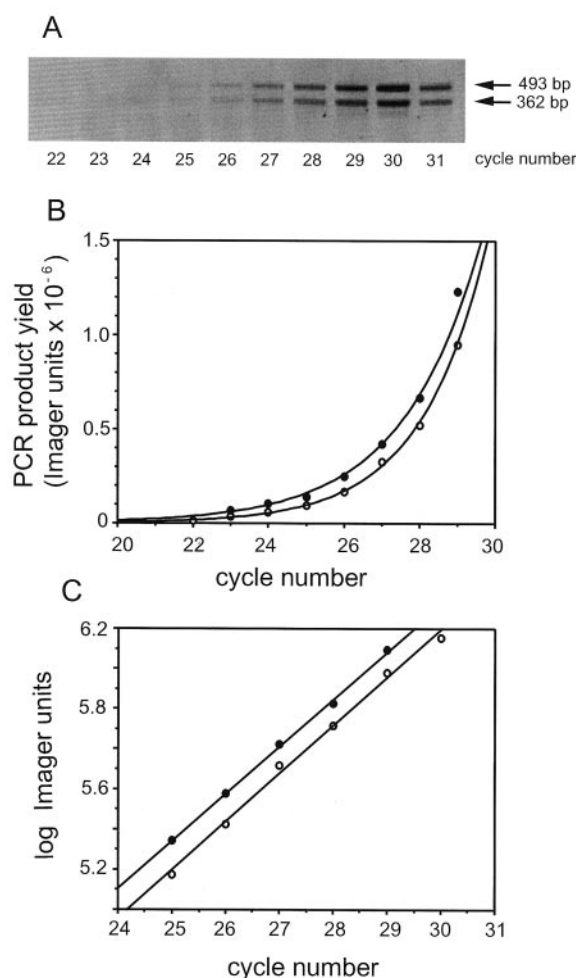 A
493 bp
362 bp
22 23 24 25 26 27 28 29 30 31 cycle number
B
PCR product yield
(Imager units x 10⁻⁶)
1.5
1.0
0.5
0
20 22 24 26 28 30
cycle number
C
log Imager units
6.2
5.8
5.6
5.2
24 25 26 27 28 29 30 31
cycle number